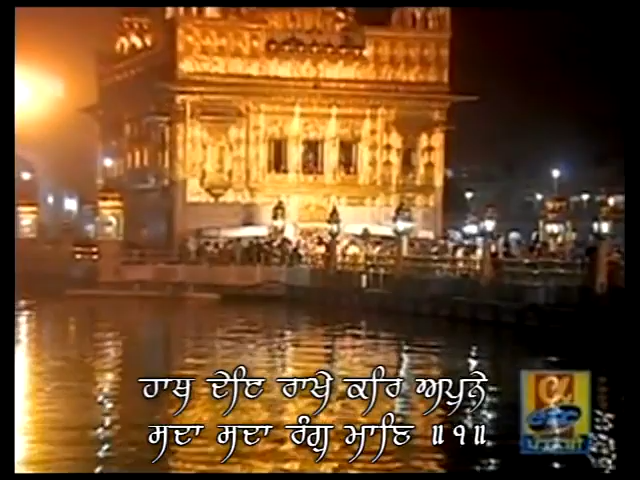 ਹਾਥ ਦੇਇ ਰਾਖੇ ਕਰਿ ਅਪੁਨੇ
ਸਦਾ ਸਦਾ ਰੰਗੁ ਮਾਣਿ ॥੧॥